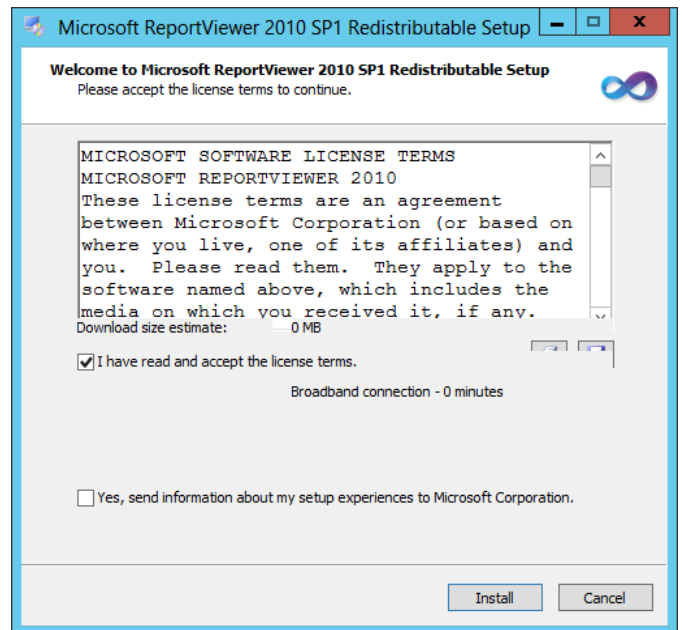 Microsoft ReportViewer 2010 SP1 Redistributable Setup
Welcome to Microsoft ReportViewer 2010 SP1 Redistributable Setup
Please accept the license terms to continue.
MICROSOFT SOFTWARE LICENSE TERMS
MICROSOFT REPORTVIEWER 2010
These license terms are an agreement
between Microsoft Corporation (or based on
where you live, one of its affiliates) and
you.  Please read them.  They apply to the
software named above, which includes the
media on which you received it, if any.
Download size estimate: 0 MB
I have read and accept the license terms.
Broadband connection - 0 minutes
Yes, send information about my setup experiences to Microsoft Corporation.
Install Cancel